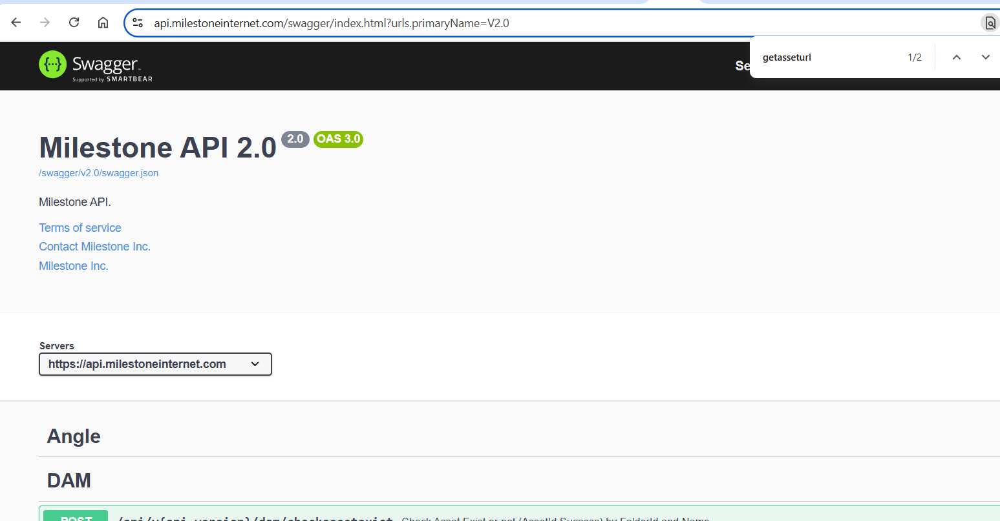 api.milestoneinternet.com/swagger/index.html?urls.primaryName=V2.0
getasseturl 1/2
{···} Swagger™ Se
Supported by SMARTBEAR
Milestone API 2.0 2.0 OAS 3.0
/swagger/v2.0/swagger.json
Milestone API.
Terms of service
Contact Milestone Inc.
Milestone Inc.
Servers
https://api.milestoneinternet.com
Angle
DAM
POST /api/v{api-version}/dam/checkassetexist Check Asset Exist or not (AssetId Success) by FolderId and Name